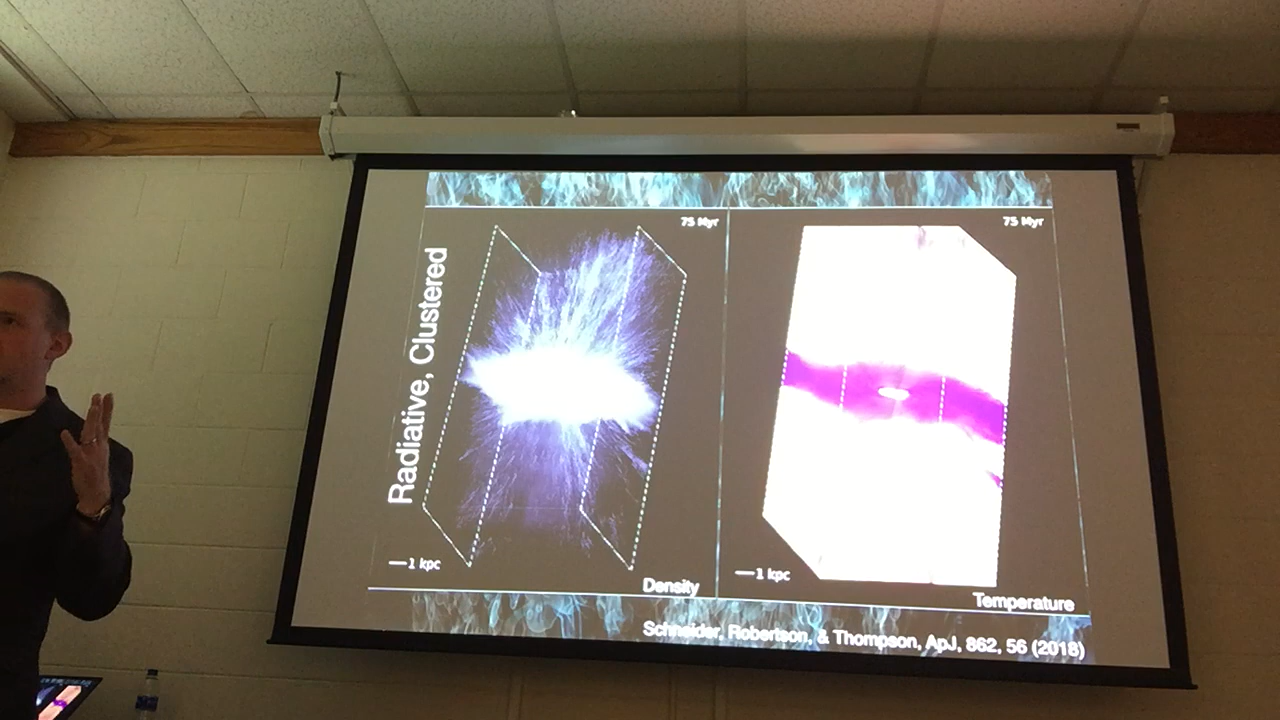 75 Myr
75 Myr
Radiative, Clustered
1 kpc
Density
1 kpc
Temperature
Schneider, Robertson, & Thompson, ApJ, 862, 56 (2018)